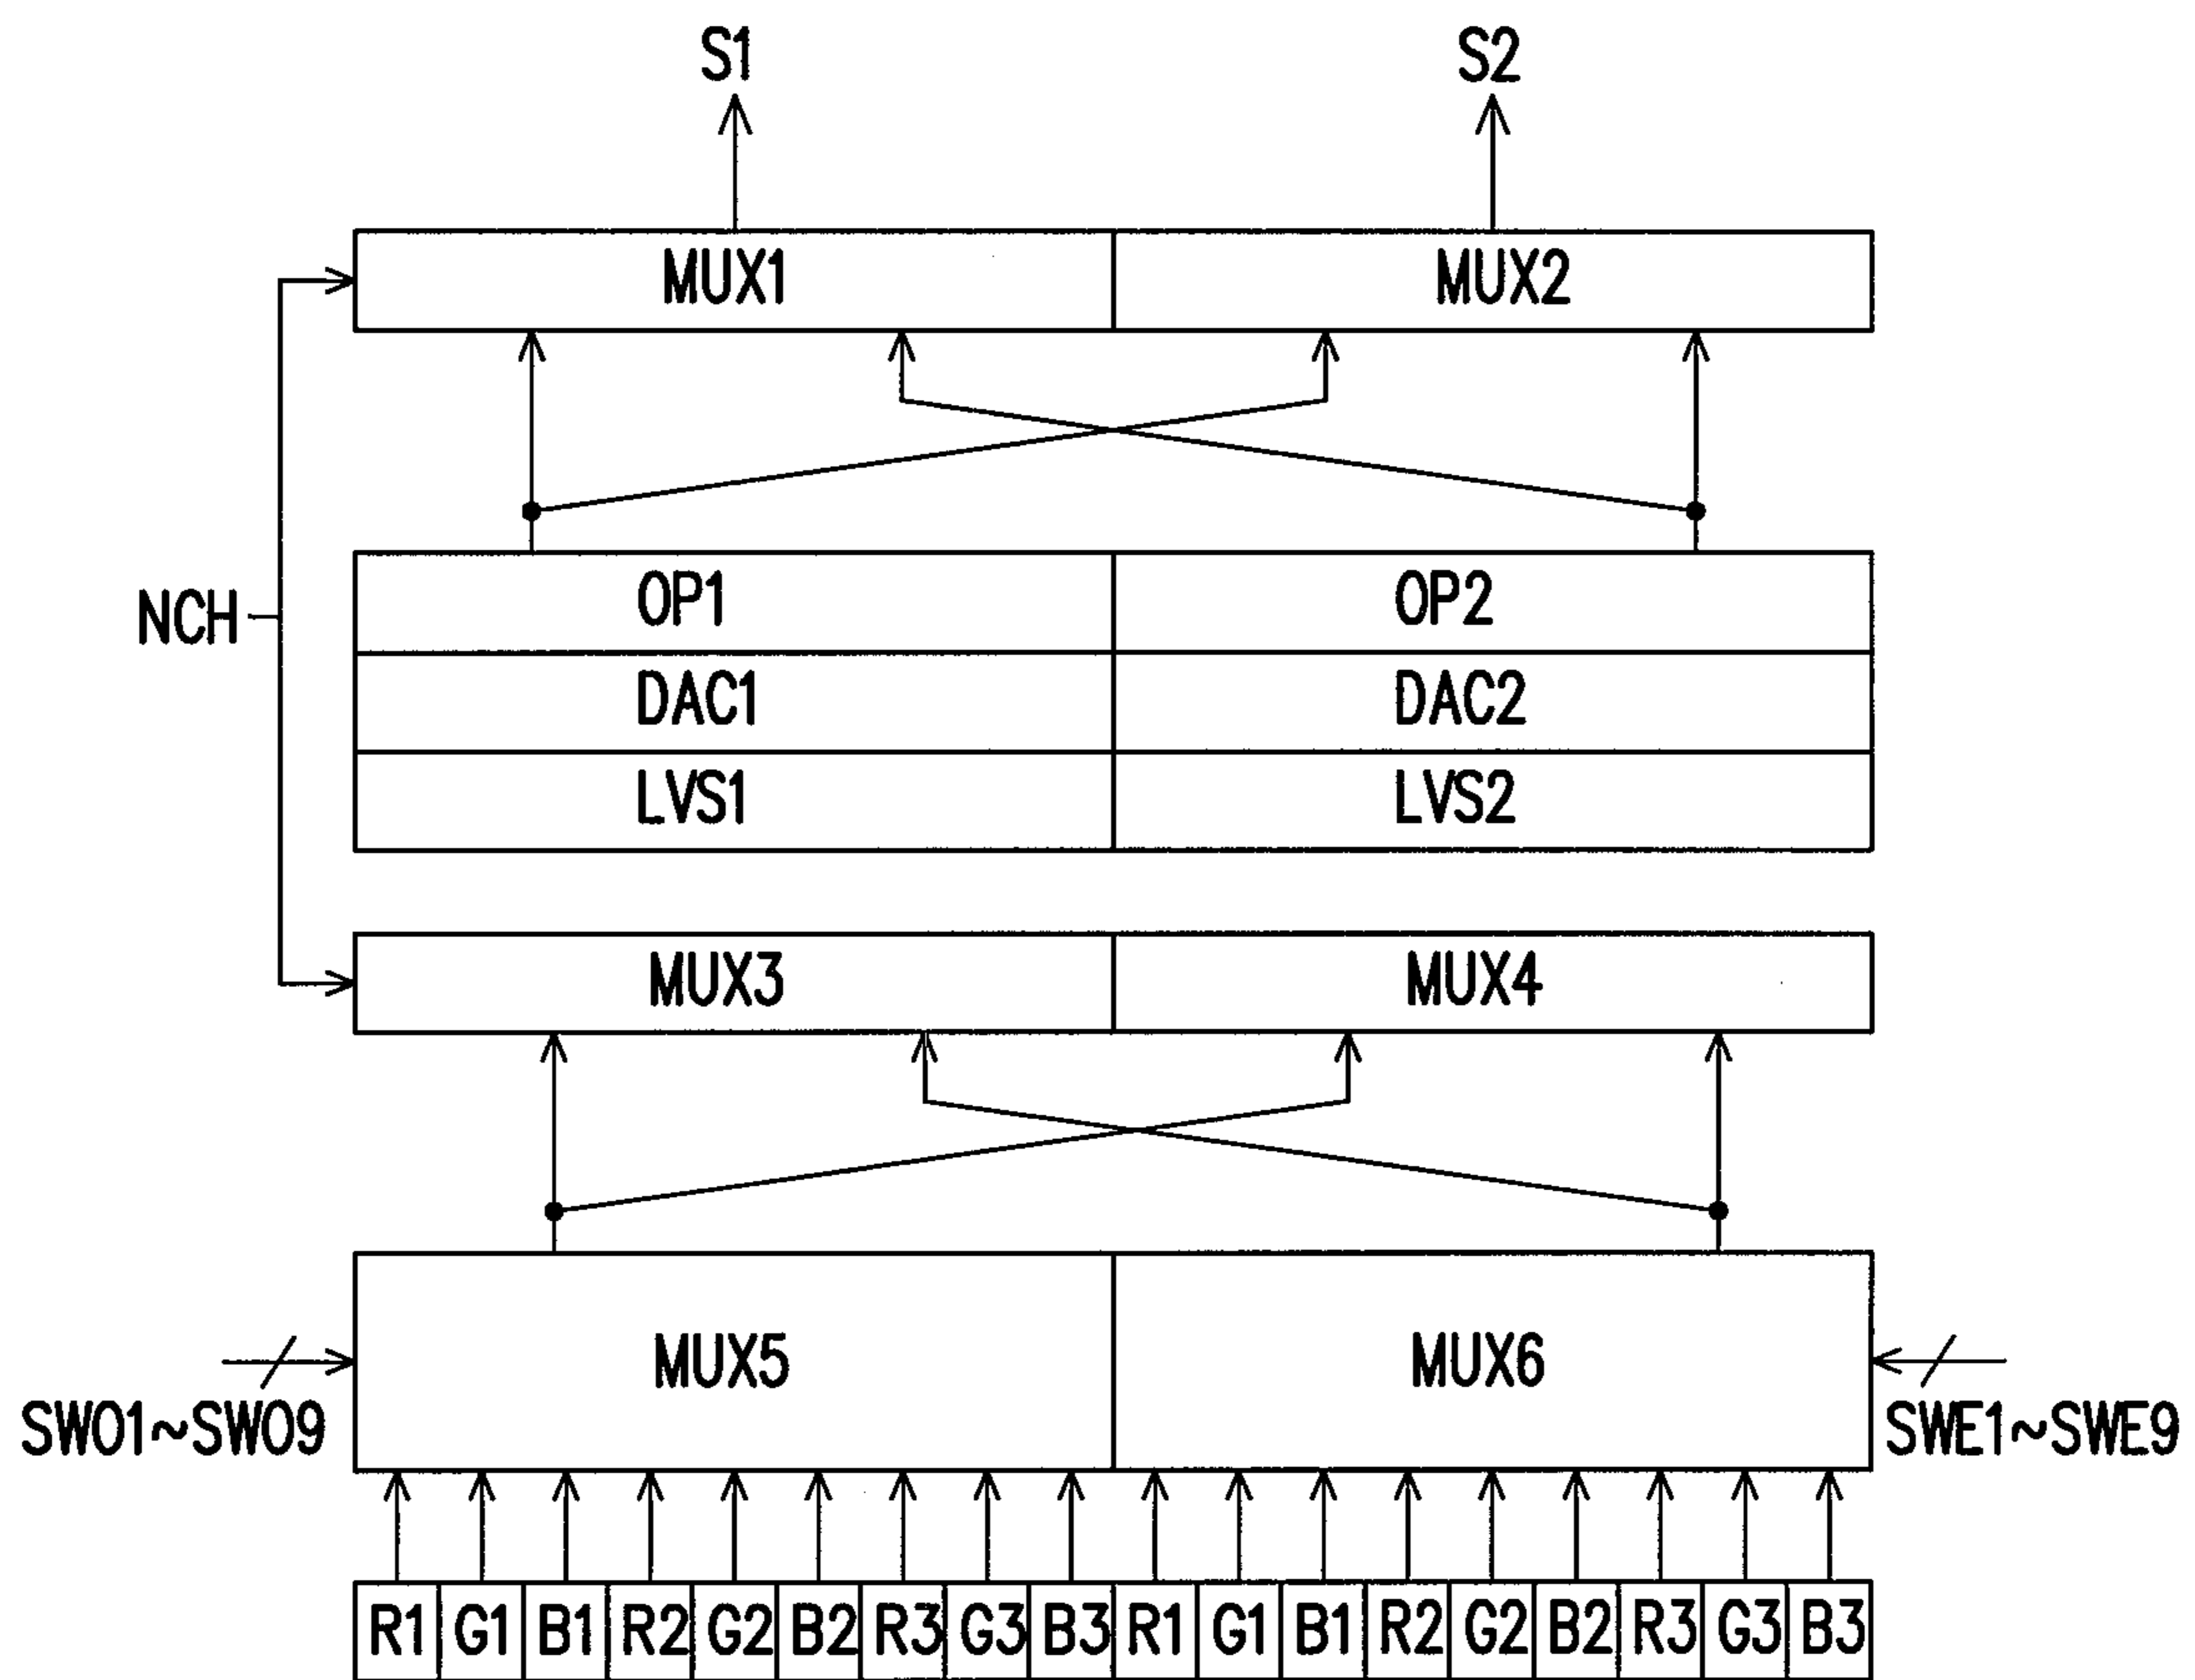 S1 S2
MUX1 MUX2
OP1 OP2
NCH
DAC1 DAC2
LVS1 LVS2
MUX3 MUX4
MUX5 MUX6
SWO1~SWO9 SWE1~SWE9
R1 G1 B1 R2 G2 B2 R3 G3 B3 R1 G1 B1 R2 G2 B2 R3 G3 B3